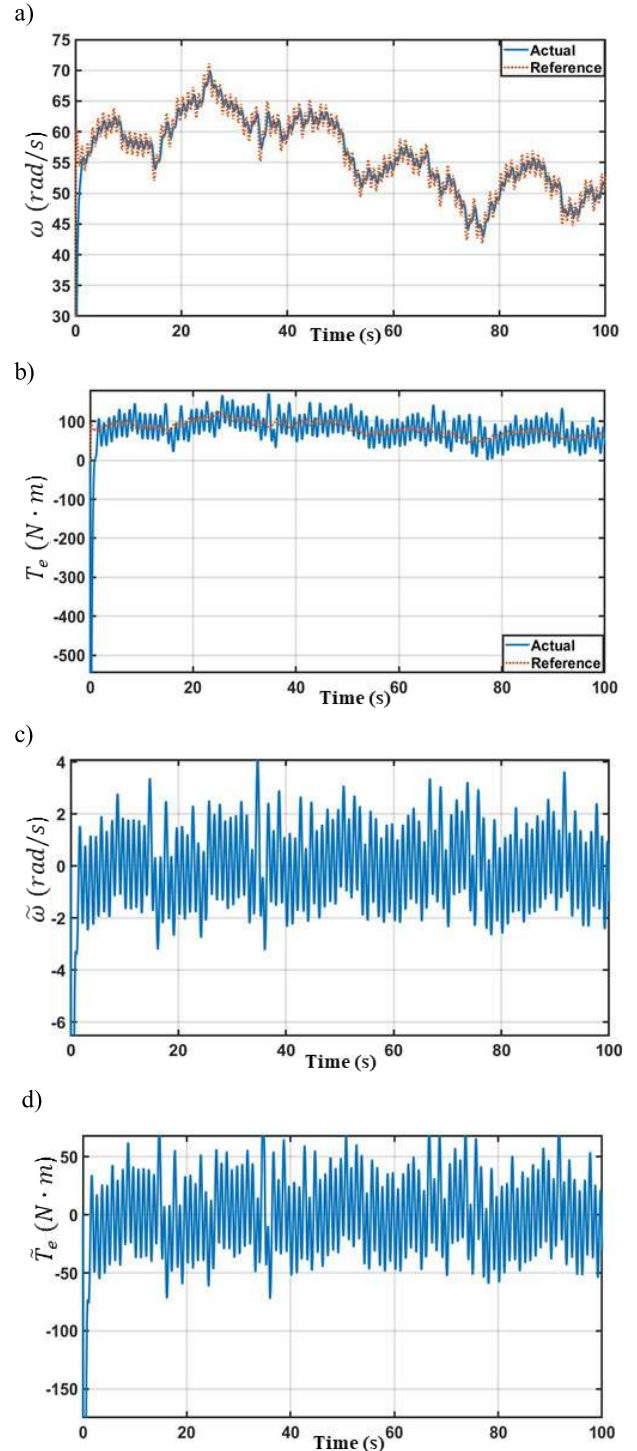 a)
75
70
65
60
55
50
45
40
35
30
ω (rad/s)
Actual
Reference
0 20 40 60 80 100
Time (s)
b)
100
0
-100
-200
-300
-400
-500
T_e (N · m)
Actual
Reference
0 20 40 60 80 100
Time (s)
c)
4
2
0
-2
-4
-6
ω̃ (rad/s)
0 20 40 60 80 100
Time (s)
d)
50
0
-50
-100
-150
T̃_e (N · m)
0 20 40 60 80 100
Time (s)